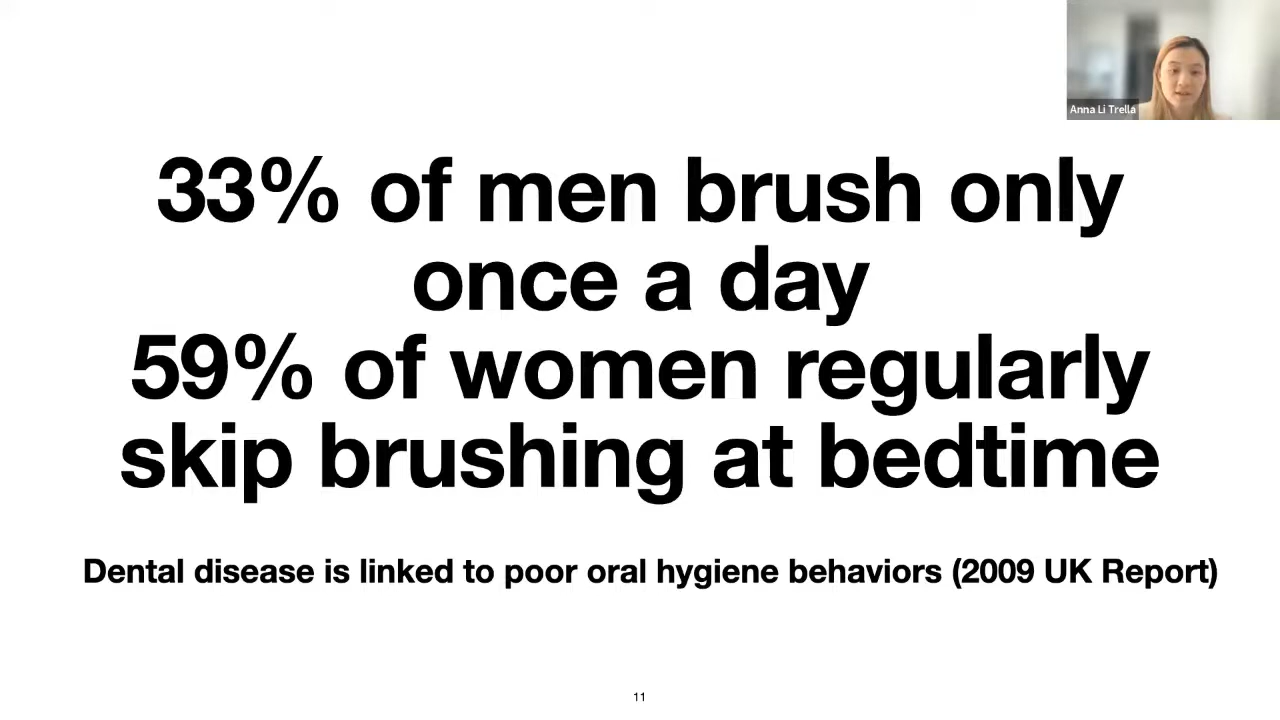 Anna Li Trella
33% of men brush only
once a day
59% of women regularly
skip brushing at bedtime
Dental disease is linked to poor oral hygiene behaviors (2009 UK Report)
11